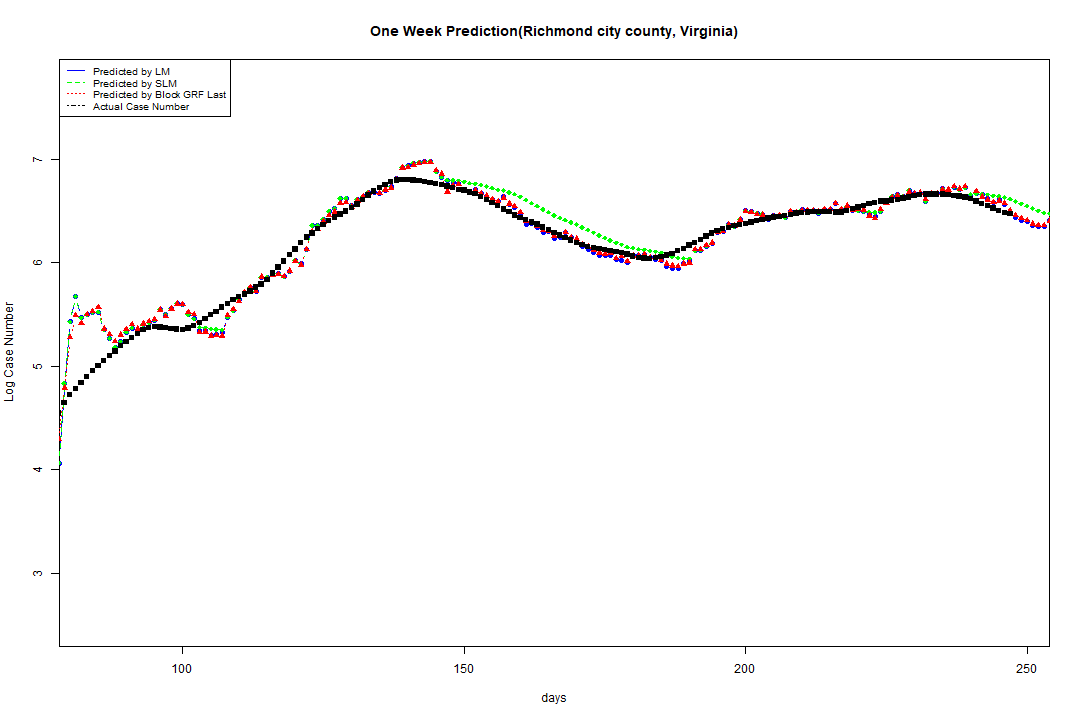 One Week Prediction(Richmond city county, Virginia)
Predicted by LM
Predicted by SLM
Predicted by Block GRF Last
Actual Case Number
7
6
5
4
3
Log Case Number
100 150 200 250
days